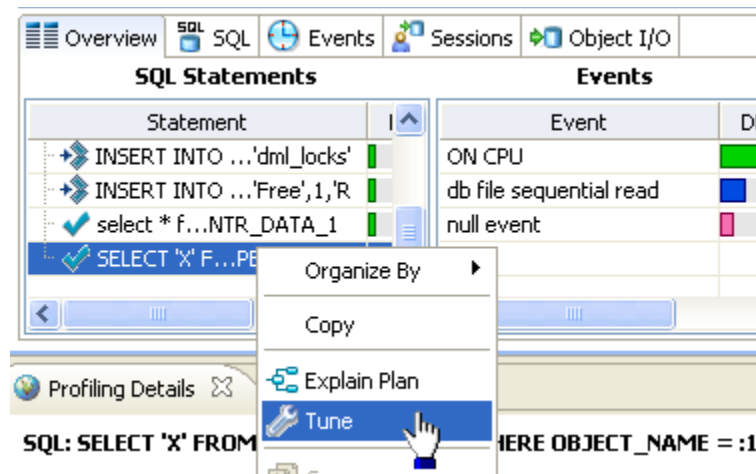 Overview SQL SQL Events Sessions Object I/O
SQL Statements Events
Statement Event
INSERT INTO ...'dml_locks' ON CPU
INSERT INTO ...'Free',1,'R db file sequential read
select * f...NTR_DATA_1 null event
SELECT 'X' F...PE
Organize By
Copy
Explain Plan
Profiling Details
Tune
SQL: SELECT 'X' FROM HERE OBJECT_NAME = :1